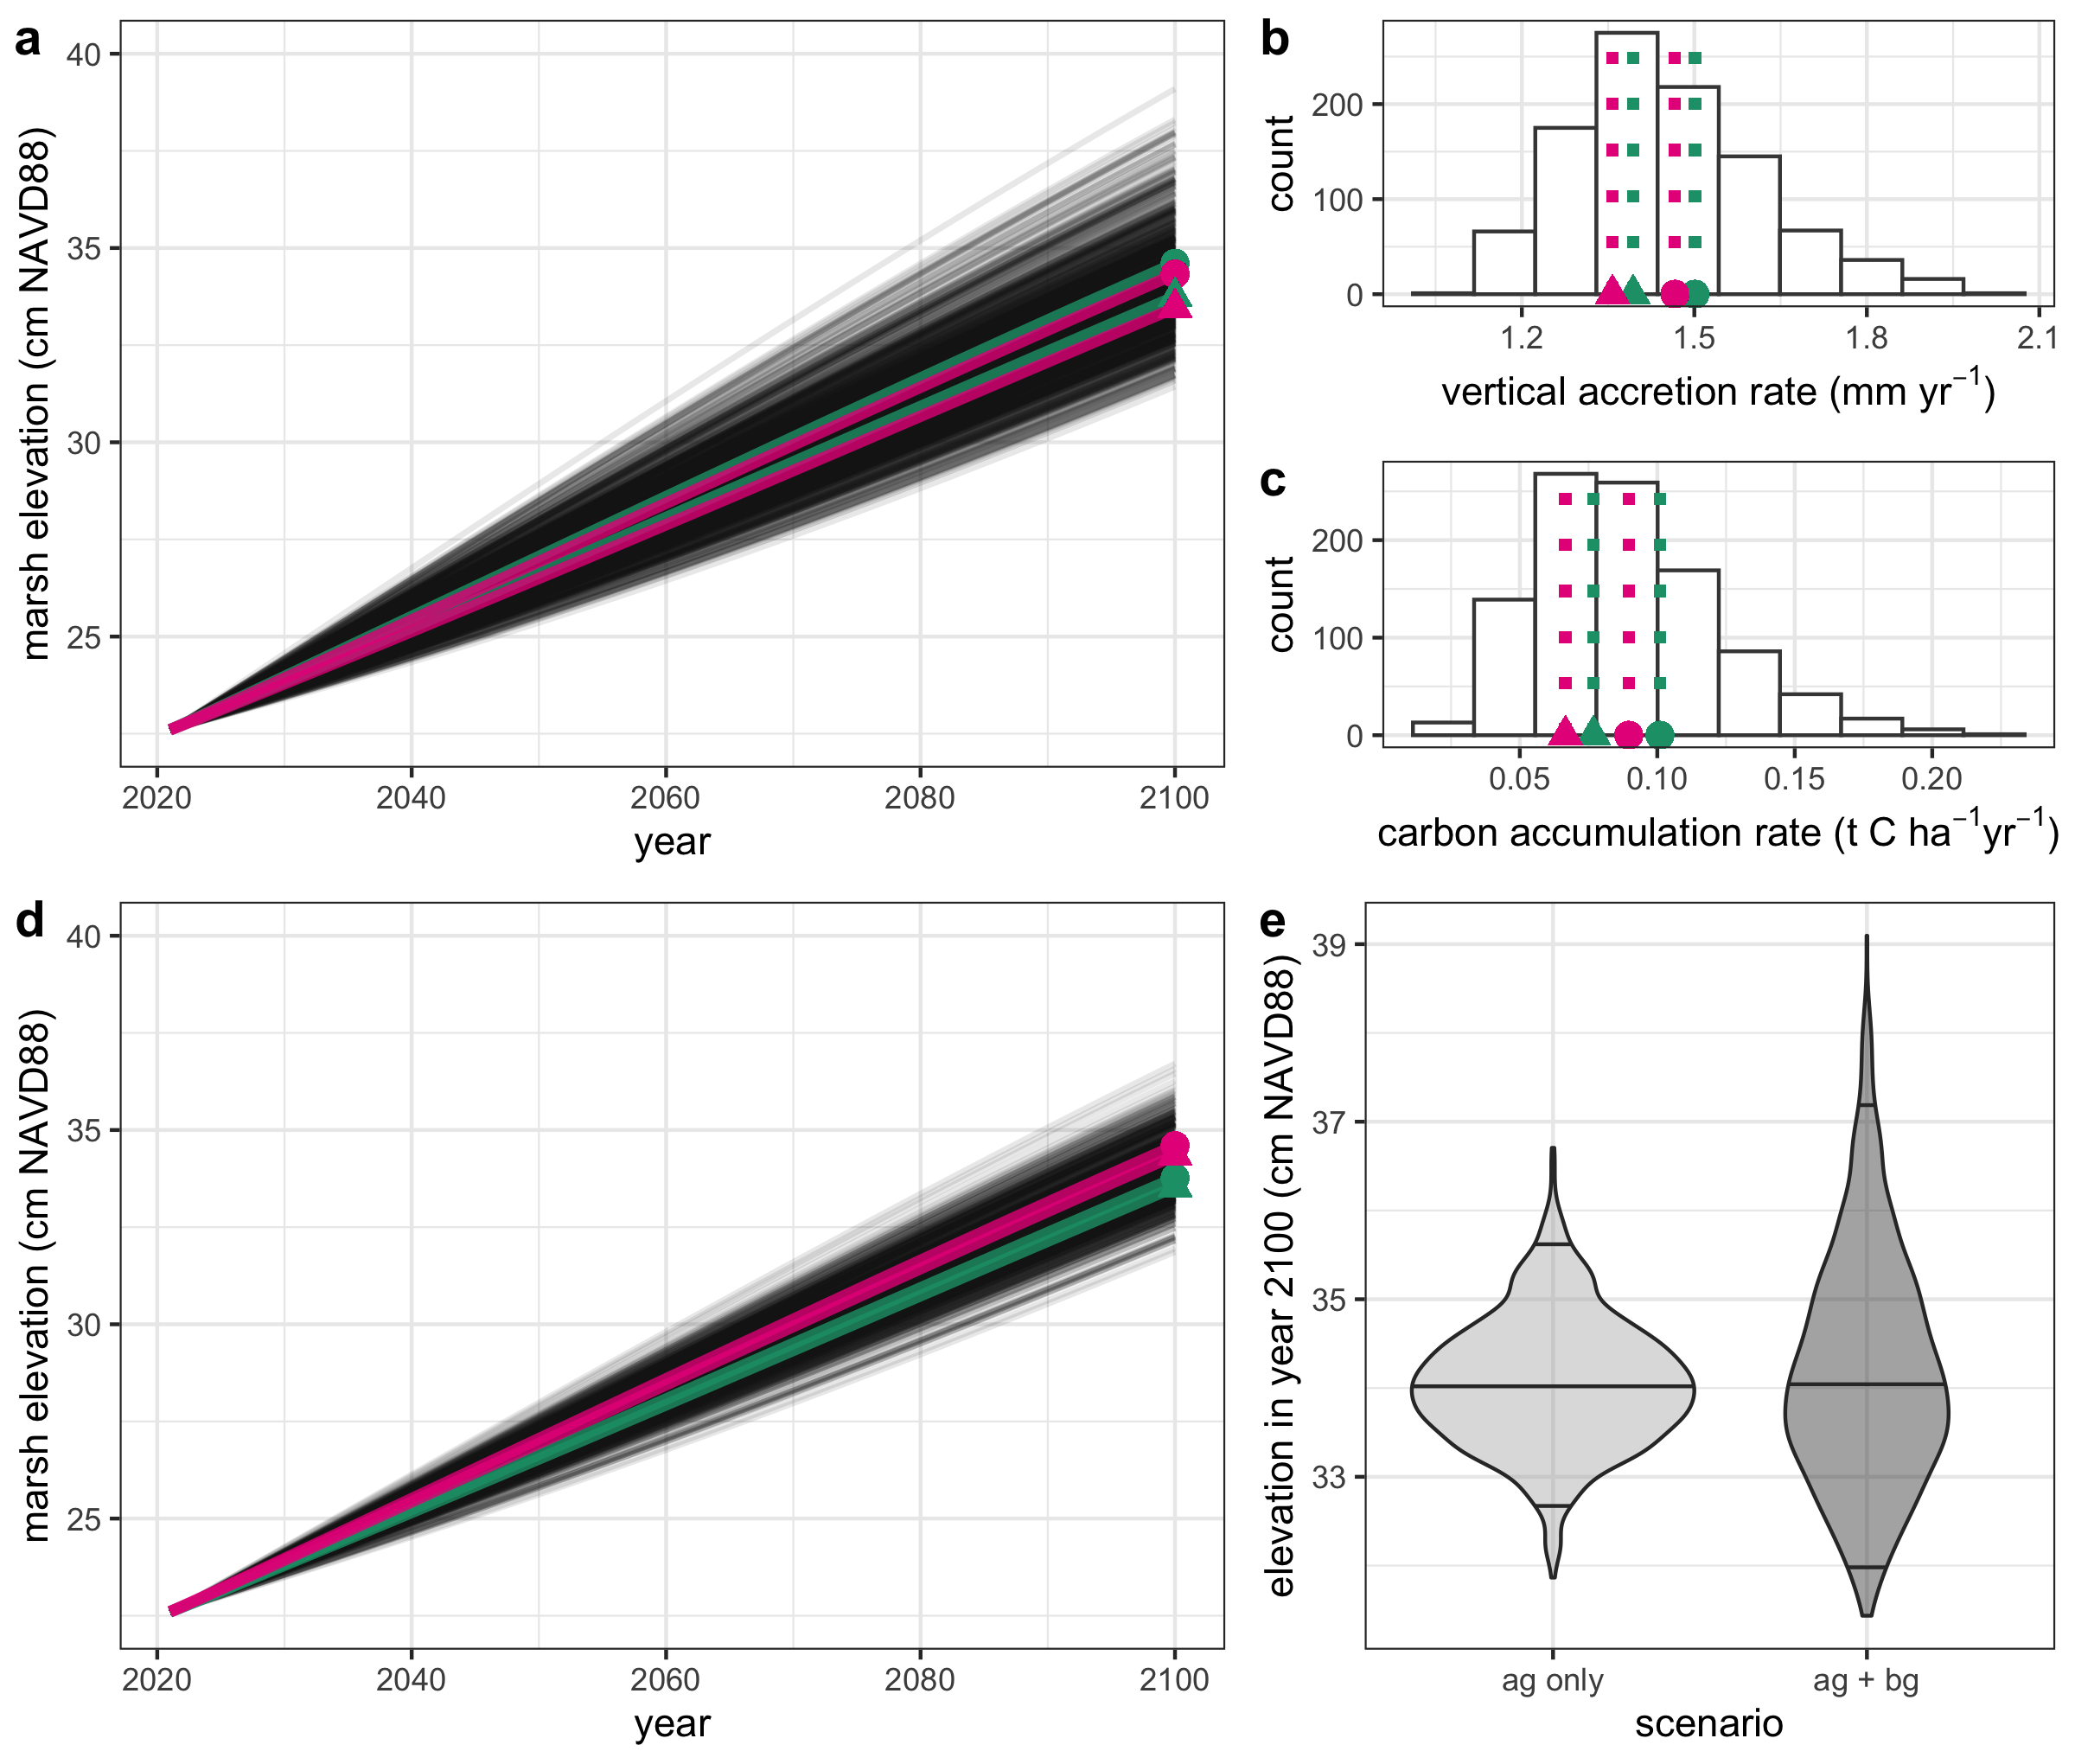 a
40
35
30
25
marsh elevation (cm NAVD88)
2020 2040 2060 2080 2100
year
b
200
100
0
count
1.2 1.5 1.8 2.1
vertical accretion rate (mm yr⁻¹)
c
200
100
0
count
0.05 0.10 0.15 0.20
carbon accumulation rate (t C ha⁻¹yr⁻¹)
d
40
35
30
25
marsh elevation (cm NAVD88)
2020 2040 2060 2080 2100
year
e
39
37
35
33
elevation in year 2100 (cm NAVD88)
ag only ag + bg
scenario